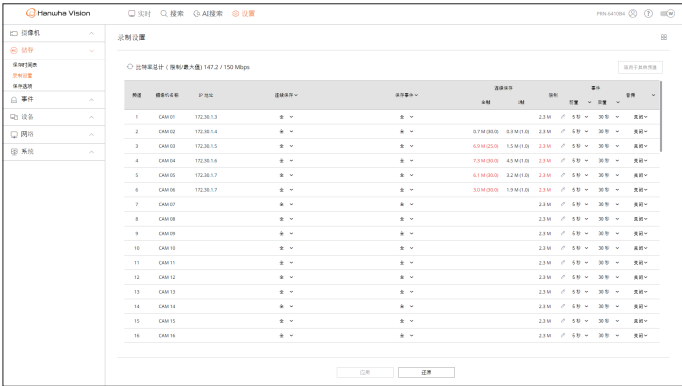 Hanwha Vision
实时 搜索 AI搜索 设置
PRN-6410B4
摄像机
储存
保存时间表
录制设置
保存选项
事件
设备
网络
系统
录制设置
比特率总计 ( 限制/最大值) 147.2 / 150 Mbps
应用于其他频道
频道 摄像机名称 IP 地址 连续保存 保存事件 连续保存 限制 事件 音频
全帧 I帧 前置 后置
1 CAM 01 172.30.1.3 全 全 2.3 M 5 秒 30 秒 关闭
2 CAM 02 172.30.1.4 全 全 0.7 M (30.0) 0.3 M (1.0) 2.3 M 5 秒 30 秒 关闭
3 CAM 03 172.30.1.5 全 全 6.9 M (25.0) 1.5 M (1.0) 2.3 M 5 秒 30 秒 关闭
4 CAM 04 172.30.1.6 全 全 7.3 M (30.0) 4.5 M (1.0) 2.3 M 5 秒 30 秒 关闭
5 CAM 05 172.30.1.7 全 全 6.1 M (30.0) 3.2 M (1.0) 2.3 M 5 秒 30 秒 关闭
6 CAM 06 172.30.1.7 全 全 3.0 M (30.0) 1.9 M (1.0) 2.3 M 5 秒 30 秒 关闭
7 CAM 07 全 全 2.3 M 5 秒 30 秒 关闭
8 CAM 08 全 全 2.3 M 5 秒 30 秒 关闭
9 CAM 09 全 全 2.3 M 5 秒 30 秒 关闭
10 CAM 10 全 全 2.3 M 5 秒 30 秒 关闭
11 CAM 11 全 全 2.3 M 5 秒 30 秒 关闭
12 CAM 12 全 全 2.3 M 5 秒 30 秒 关闭
13 CAM 13 全 全 2.3 M 5 秒 30 秒 关闭
14 CAM 14 全 全 2.3 M 5 秒 30 秒 关闭
15 CAM 15 全 全 2.3 M 5 秒 30 秒 关闭
16 CAM 16 全 全 2.3 M 5 秒 30 秒 关闭
应用 还原